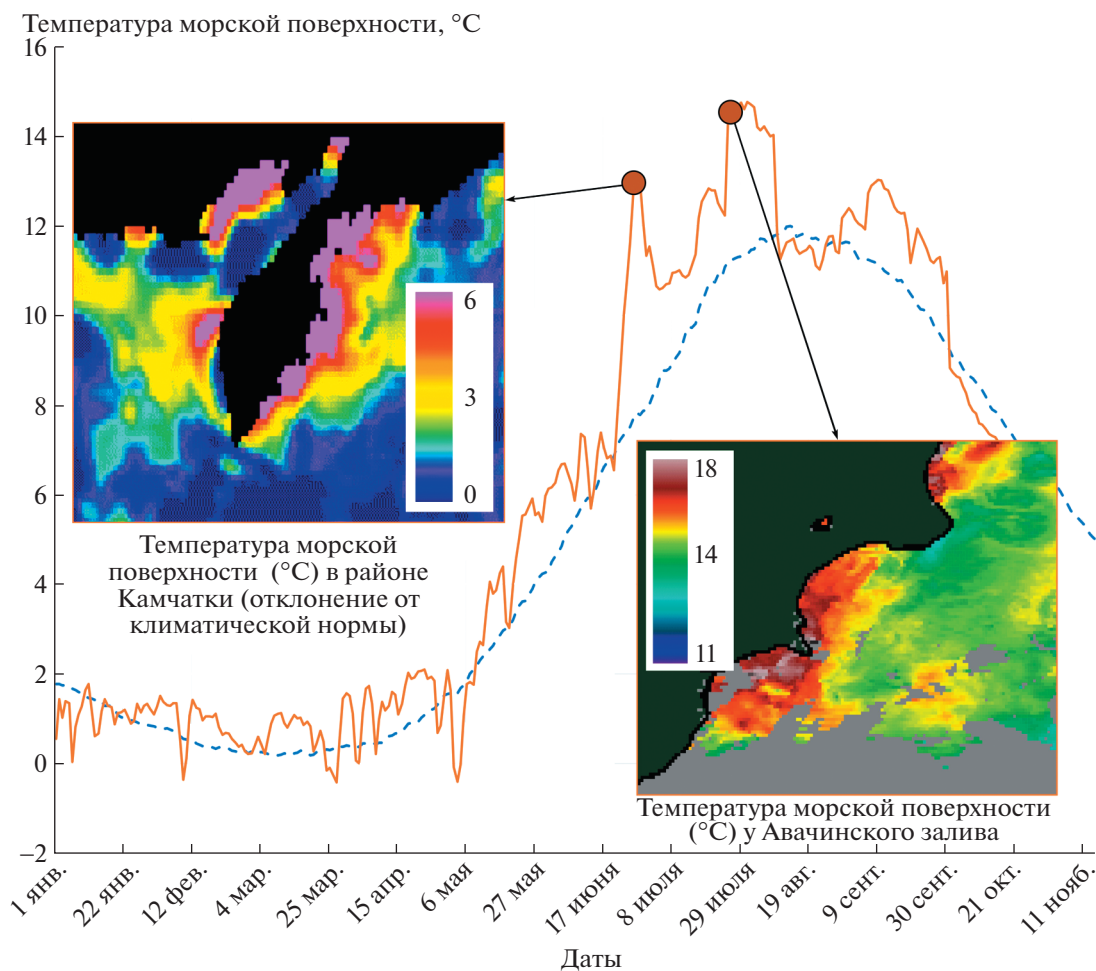 Температура морской поверхности, °C
16
14
12
10
8
6
4
2
0
–2
6
3
0
Температура морской
поверхности (°C) в районе
Камчатки (отклонение от
климатической нормы)
18
14
11
Температура морской поверхности
(°C) у Авачинского залива
1 янв.
22 янв.
12 фев.
4 мар.
25 мар.
15 апр.
6 мая
27 мая
17 июня
8 июля
29 июля
19 авг.
9 сент.
30 сент.
21 окт.
11 нояб.
Даты